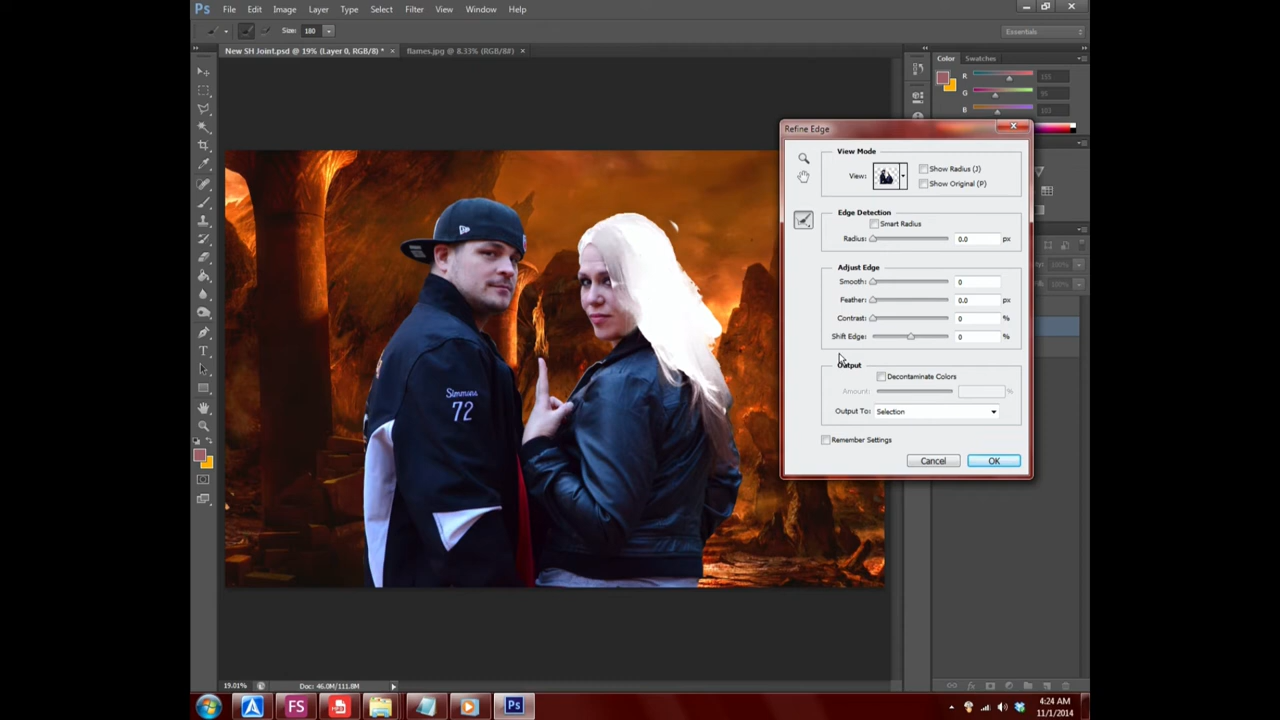 Ps File Edit Image Layer Type Select Filter View Window Help
Size: 180 Essentials
New SH Joint.psd @ 19% (Layer 0, RGB/8) * × flames.jpg @ 8.33% (RGB/8#) ×
Color Swatches
R
G
B
Refine Edge
View Mode
View: Show Radius (J)
Show Original (P)
Edge Detection
Smart Radius
Radius: 0.0 px
Adjust Edge
Smooth: 0
Feather: 0.0 px
Contrast: 0 %
Shift Edge: 0 %
Output
Decontaminate Colors
Amount: %
Output To: Selection
Remember Settings
Cancel OK
Simmons
72
19.01% Doc: 46.0M/111.8M
FS Ps 4:24 AM
11/1/2014